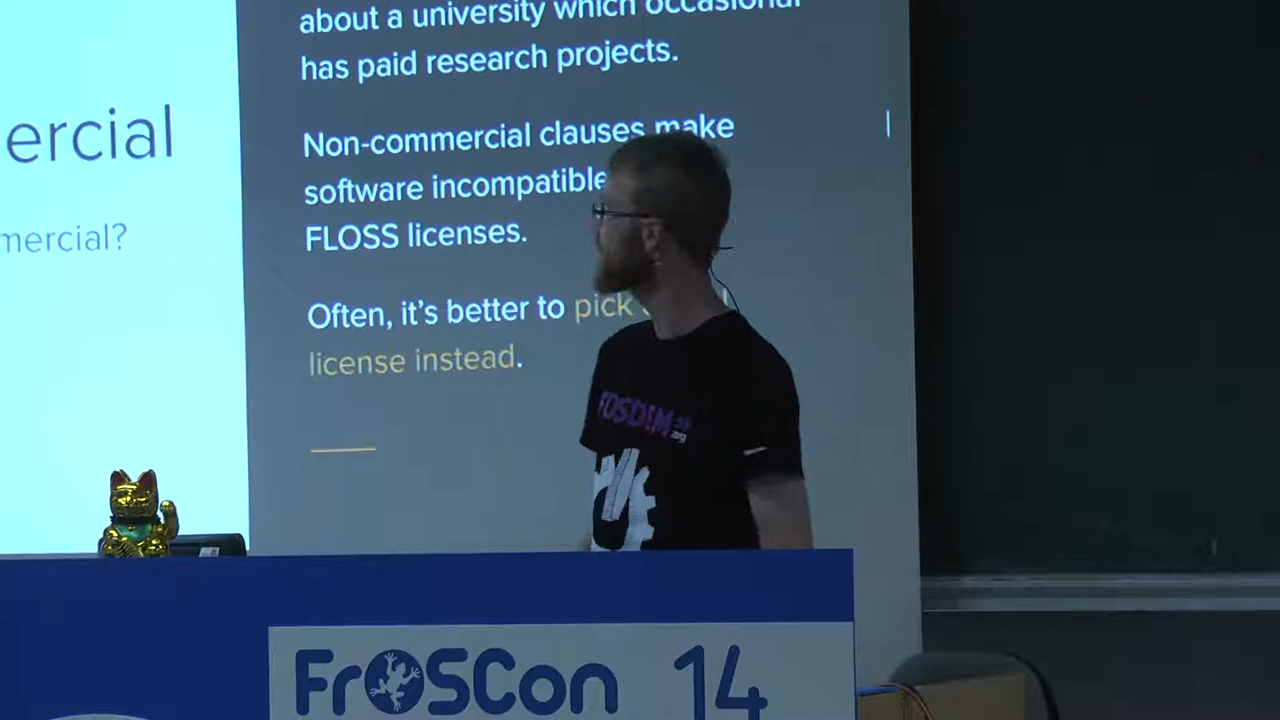 ercial
mercial?
about a university which occasional
has paid research projects.
Non-commercial clauses make
software incompatible
FLOSS licenses.
Often, it's better to pick
license instead.
FOSDEM
FrOSCon 14